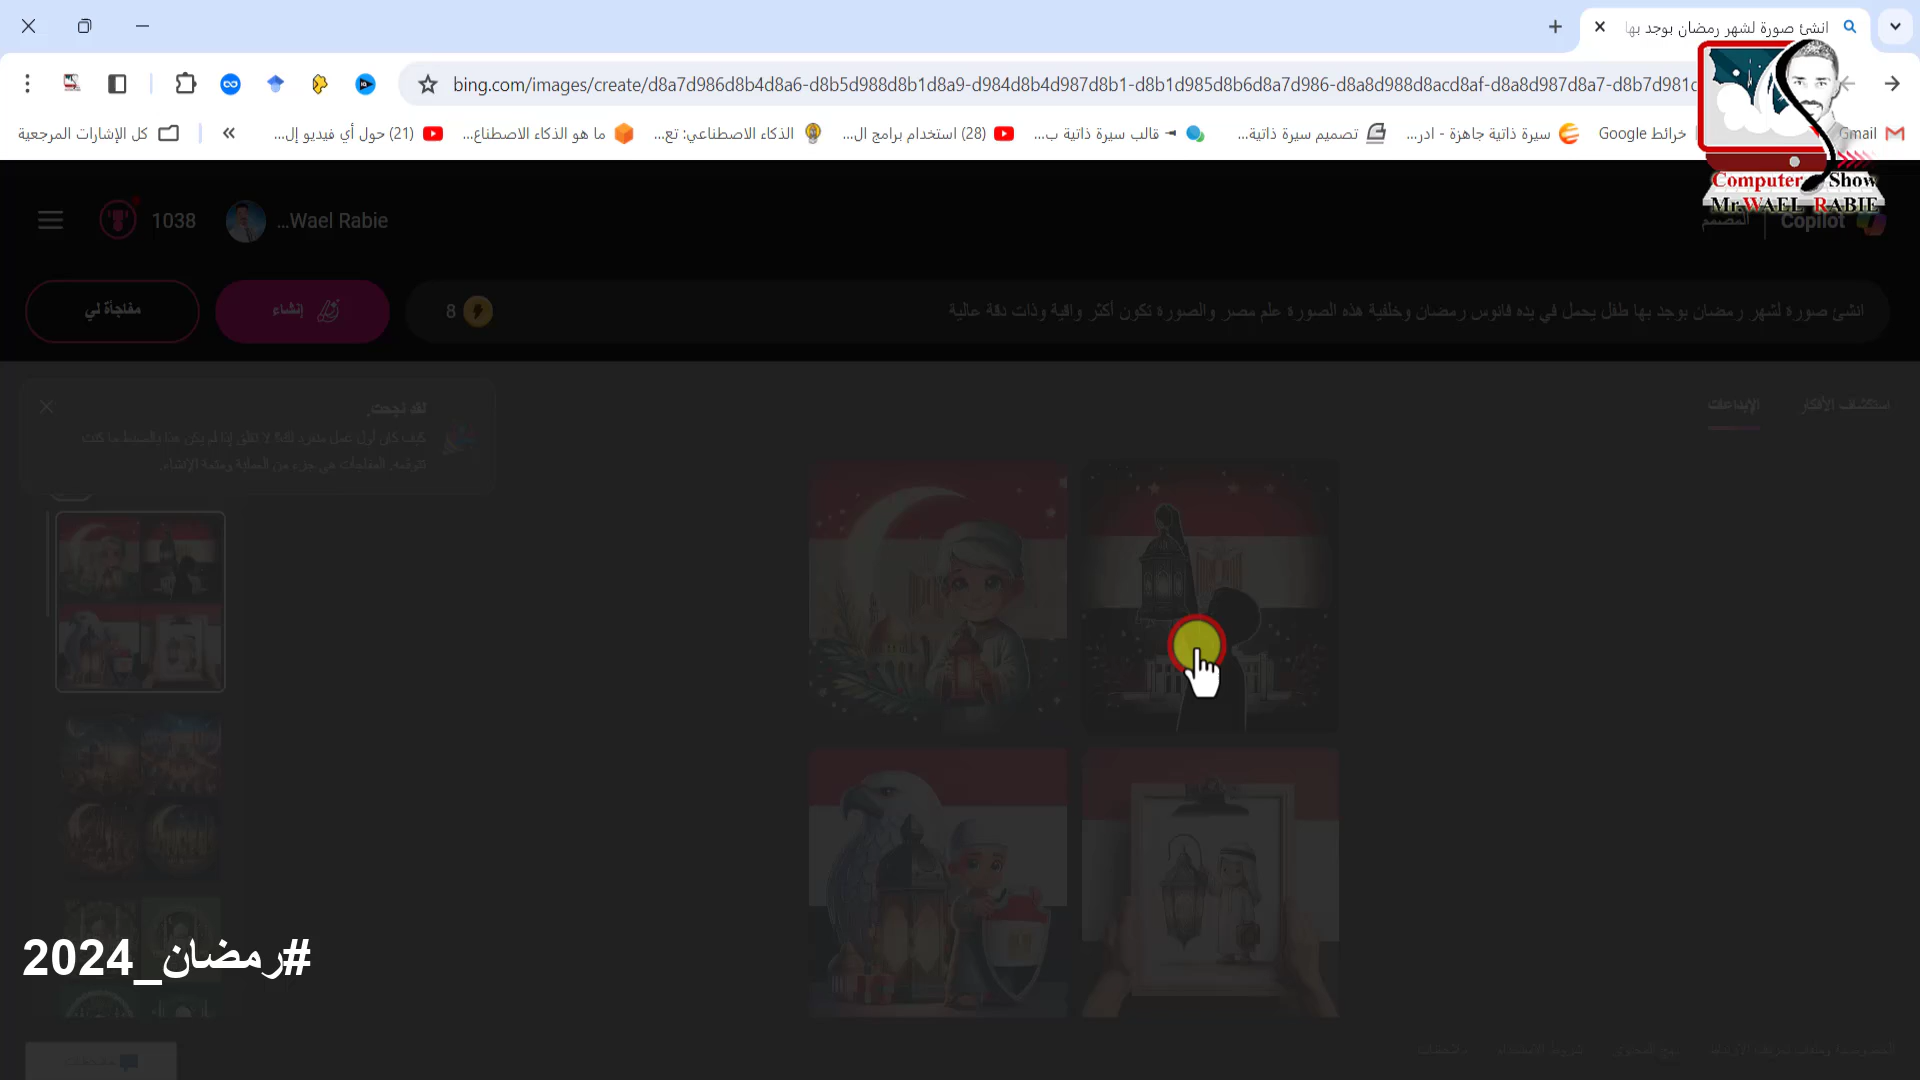 انشئ صورة لشهر رمضان بوجد بها
bing.com/images/create/d8a7d986d8b4d8a6-d8b5d988d8b1d8a9-d984d8b4d987d8b1-d8b1d985d8b6d8a7d986-d8a8d988d8acd8af-d8a8d987d8a7-d8b7d981
Gmail
خرائط Google
سيرة ذاتية جاهزة - ادر...
تصميم سيرة ذاتية...
قالب سيرة ذاتية ب...
(28) استخدام برامج ال...
الذكاء الاصطناعي: تع...
ما هو الذكاء الاصطناع...
(21) حول أي فيديو إل...
كل الإشارات المرجعية
Computer Show
Mr.WAEL RABIE
Copilot | المصمم
Wael Rabie...
1038
انشئ صورة لشهر رمضان بوجد بها طفل يحمل في يده فانوس رمضان وخلفية هذه الصورة علم مصر والصورة تكون أكثر واقية وذات دقة عالية
8
إنشاء
مفاجأة لي
استكشاف الأفكار
الإبداعات
لقد نجحت.
#رمضان_2024